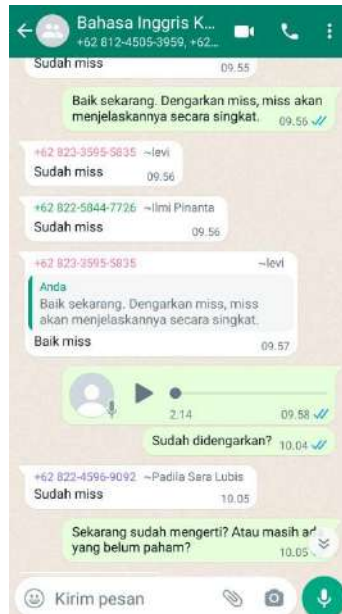 Bahasa Inggris K...
+62 812-4505-3959, +62...
Sudah miss
09.55
Baik sekarang. Dengarkan miss, miss akan
menjelaskannya secara singkat. 09.56
+62 823-3595-5835 ~levi
Sudah miss 09.56
+62 822-5844-7726 ~Ilmi Pinanta
Sudah miss 09.56
+62 823-3595-5835 ~levi
Anda
Baik sekarang. Dengarkan miss, miss
akan menjelaskannya secara singkat.
Baik miss 09.57
2.14 09.58
Sudah didengarkan? 10.04
+62 822-4596-9092 ~Padila Sara Lubis
Sudah miss 10.05
Sekarang sudah mengerti? Atau masih ad
yang belum paham? 10.05
Kirim pesan